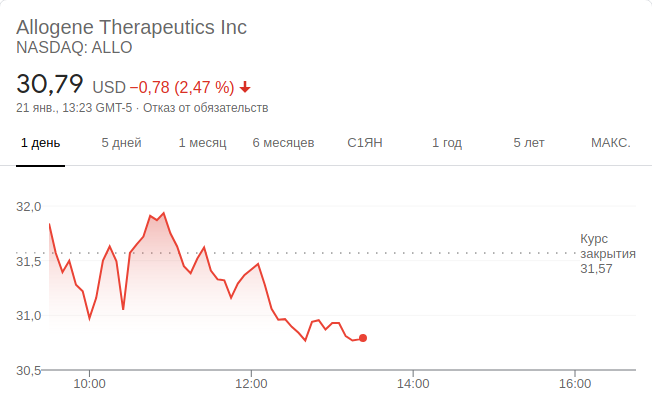 Allogene Therapeutics Inc
NASDAQ: ALLO
30,79 USD −0,78 (2,47 %)
21 янв., 13:23 GMT-5 · Отказ от обязательств
1 день 5 дней 1 месяц 6 месяцев С1ЯН 1 год 5 лет МАКС.
32,0
31,5
31,0
30,5
Курс
закрытия
31,57
10:00 12:00 14:00 16:00